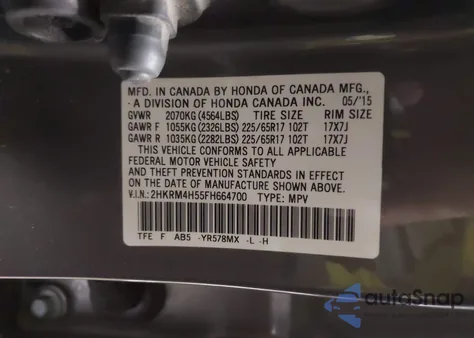 MFD. IN CANADA BY HONDA OF CANADA MFG.,
- A DIVISION OF HONDA CANADA INC. 05/'15
GVWR 2070KG (4564LBS) TIRE SIZE RIM SIZE
GAWR F 1055KG (2326LBS) 225/65R17 102T 17X7J
GAWR R 1035KG (2282LBS) 225/65R17 102T 17X7J
THIS VEHICLE CONFORMS TO ALL APPLICABLE
FEDERAL MOTOR VEHICLE SAFETY
AND THEFT PREVENTION STANDARDS IN EFFECT
ON THE DATE OF MANUFACTURE SHOWN ABOVE.
V.I.N.: 2HKRM4H55FH664700 TYPE: MPV
TFE F AB5 -YR578MX -L -H
autoSnap